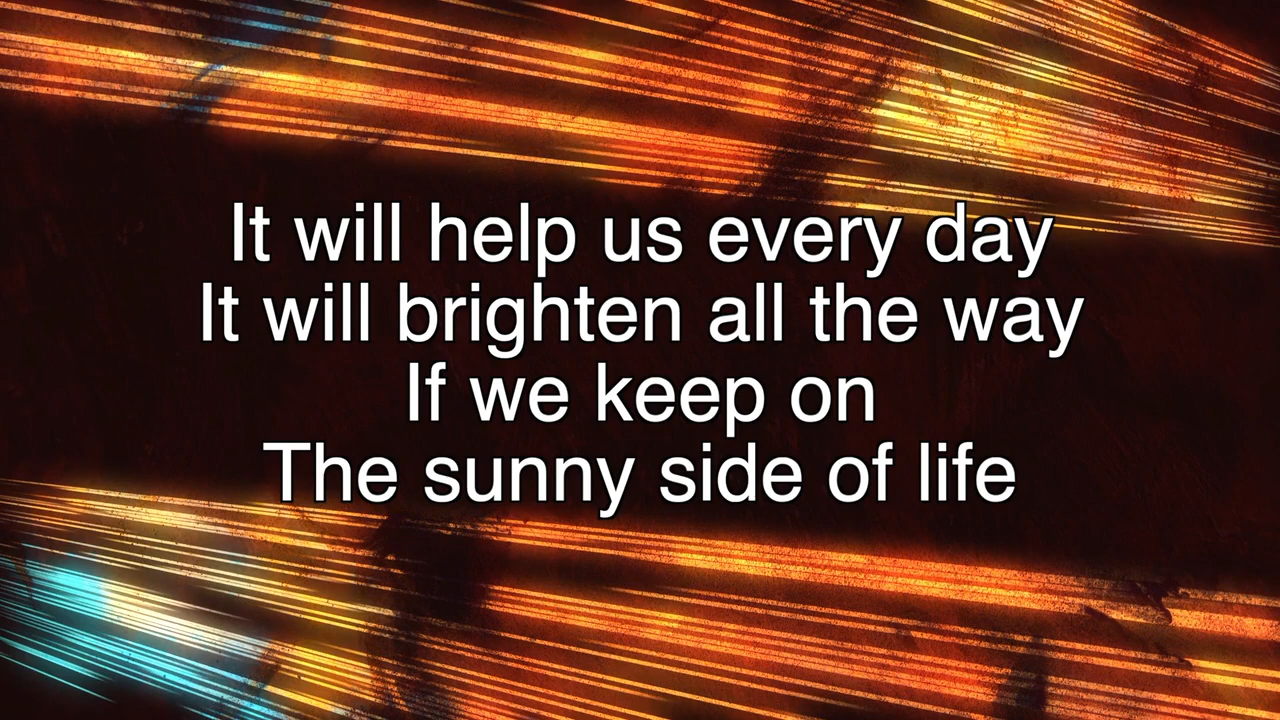 It will help us every day
It will brighten all the way
If we keep on
The sunny side of life